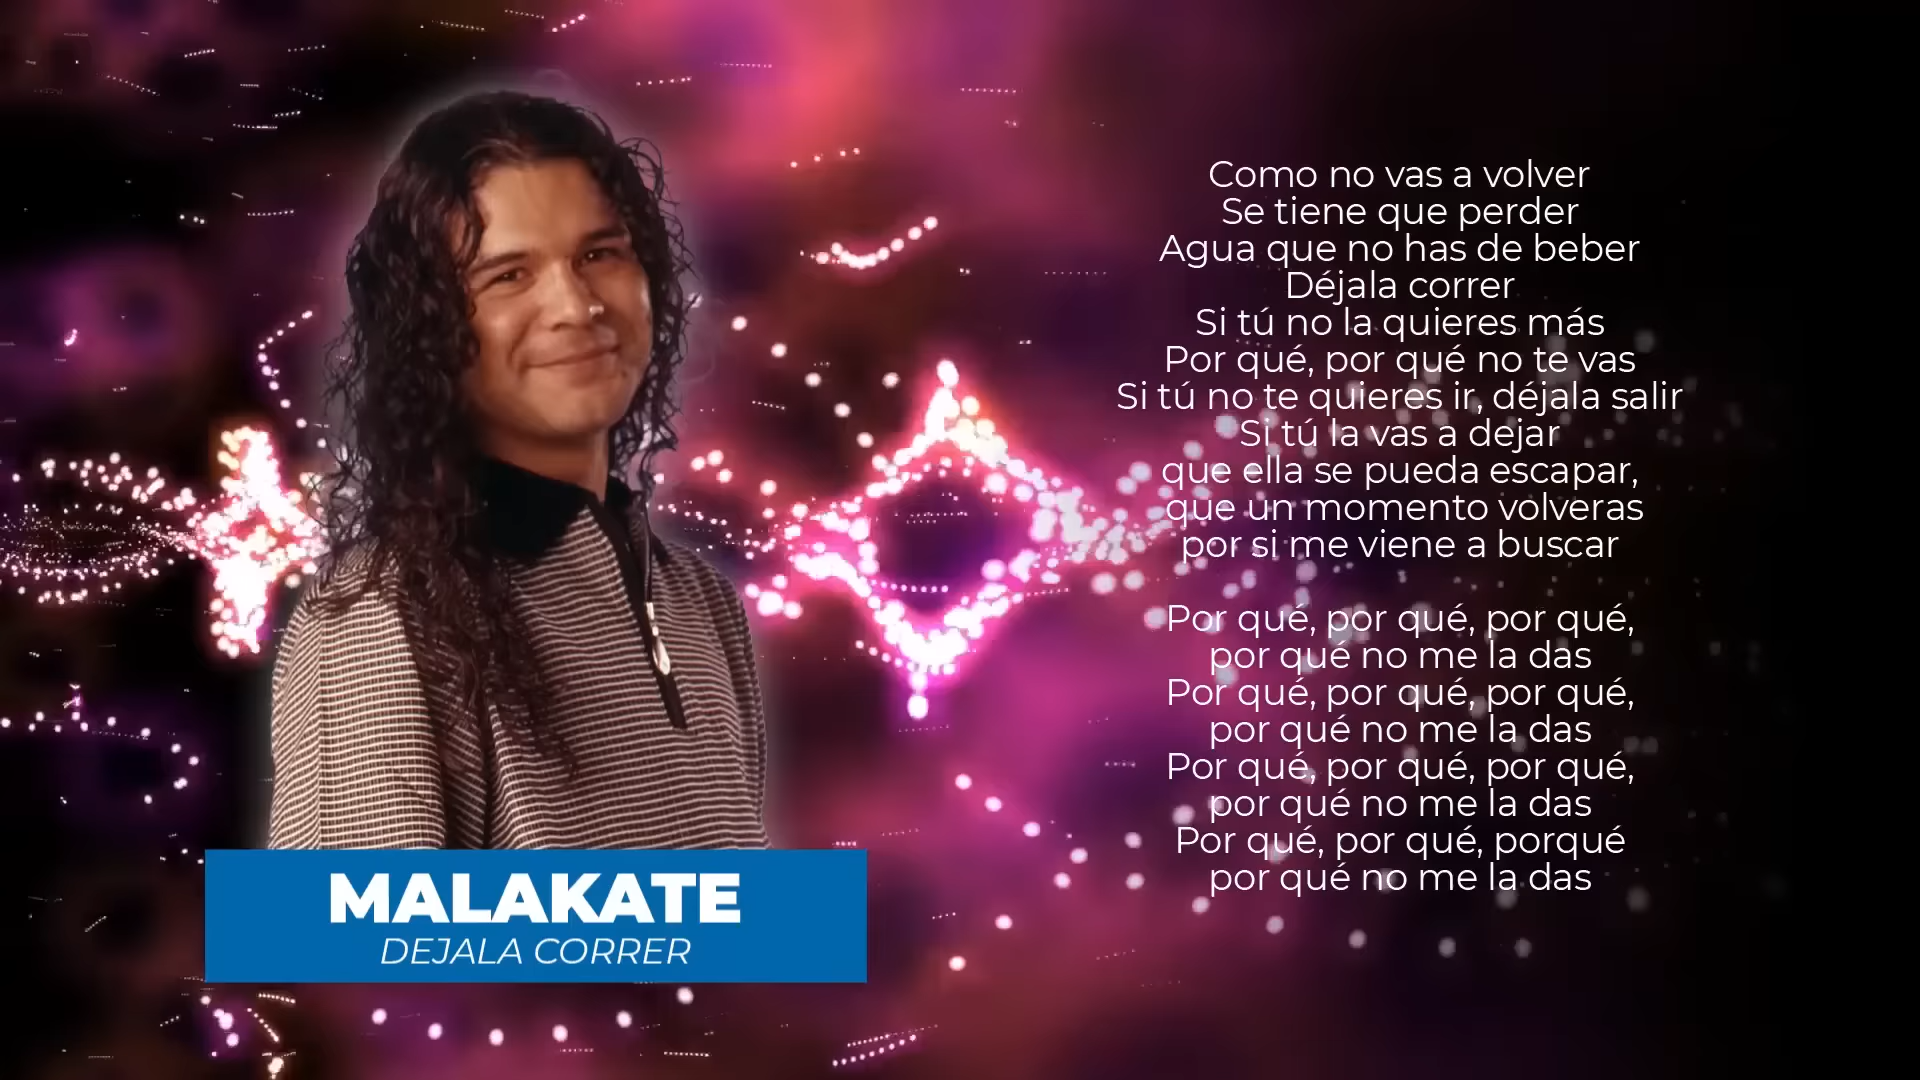 Como no vas a volver
Se tiene que perder
Agua que no has de beber
Déjala correr
Si tú no la quieres más
Por qué, por qué no te vas
Si tú no te quieres ir, déjala salir
Si tú la vas a dejar
que ella se pueda escapar,
que un momento volveras
por si me viene a buscar
Por qué, por qué, por qué,
por qué no me la das
Por qué, por qué, por qué,
por qué no me la das
Por qué, por qué, por qué,
por qué no me la das
Por qué, por qué, porqué
por qué no me la das
MALAKATE
DEJALA CORRER